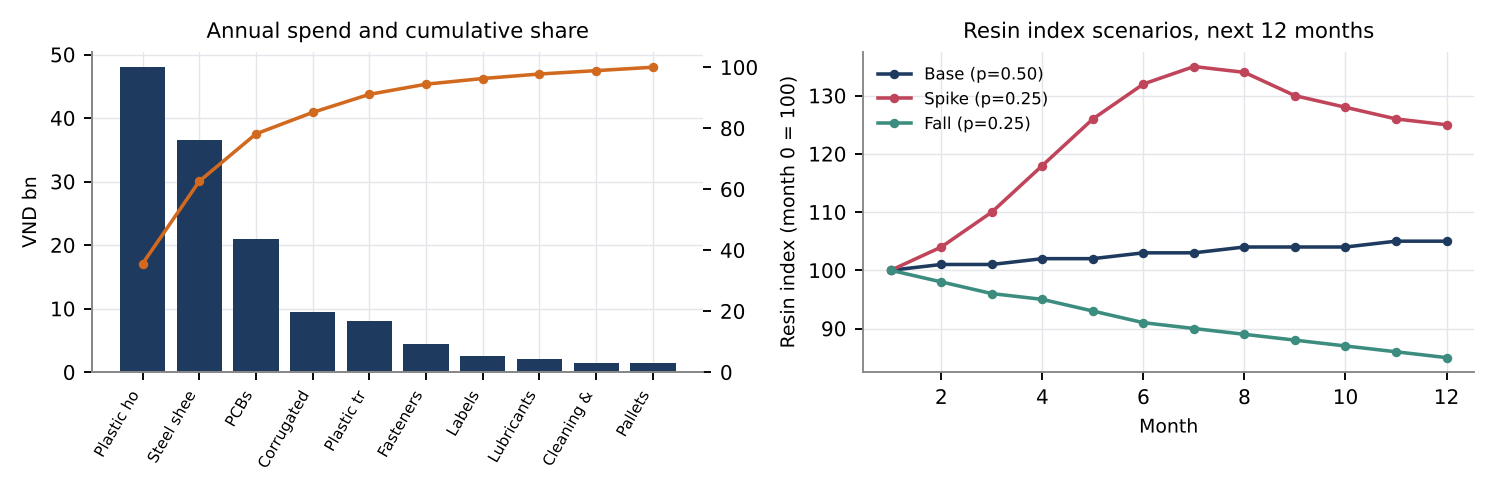 Annual spend and cumulative share
VND bn
50
40
30
20
10
0
100
80
60
40
20
0
Plastic ho
Steel shee
PCBs
Corrugated
Plastic tr
Fasteners
Labels
Lubricants
Cleaning &
Pallets
Resin index scenarios, next 12 months
Resin index (month 0 = 100)
Base (p=0.50)
Spike (p=0.25)
Fall (p=0.25)
130
120
110
100
90
2
4
6
8
10
12
Month